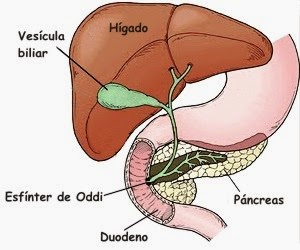 Vesícula
biliar
Hígado
Esfínter de Oddi
Páncreas
Duodeno